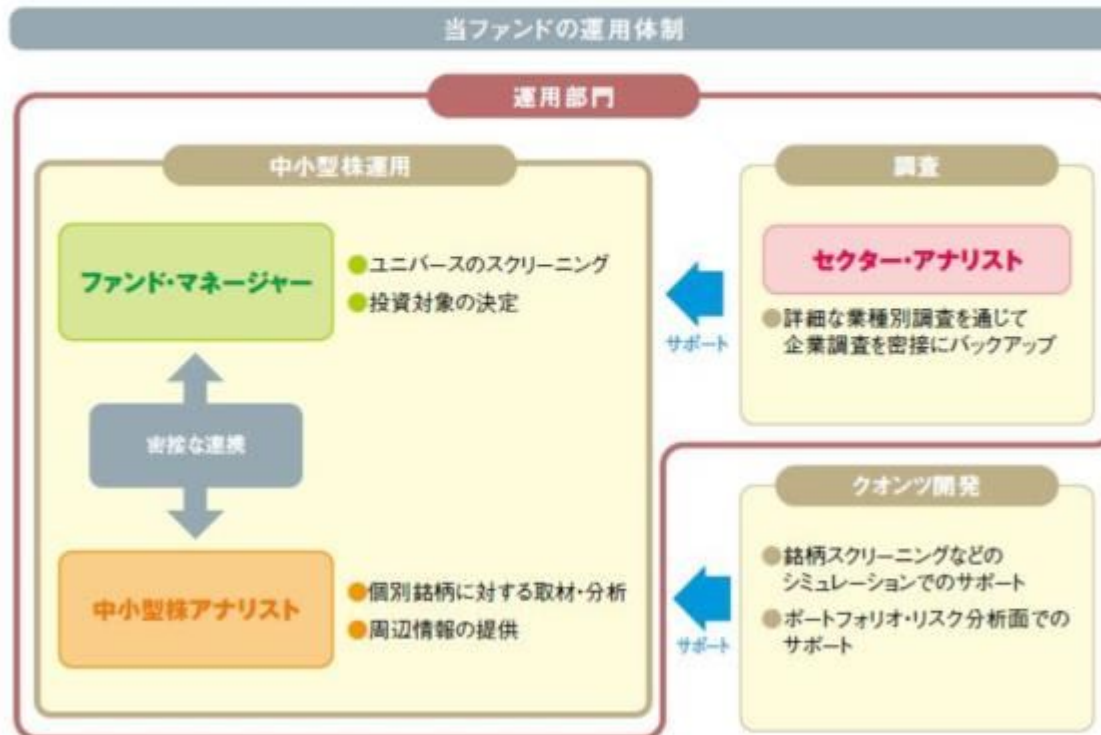 当ファンドの運用体制
運用部門
中小型株運用
ファンド・マネージャー
●ユニバースのスクリーニング
●投資対象の決定
密接な連携
中小型株アナリスト
●個別銘柄に対する取材・分析
●周辺情報の提供
サポート
調査
セクター・アナリスト
●詳細な業種別調査を通じて
企業調査を密接にバックアップ
サポート
クオンツ開発
●銘柄スクリーニングなどの
シミュレーションでのサポート
●ポートフォリオ・リスク分析面での
サポート